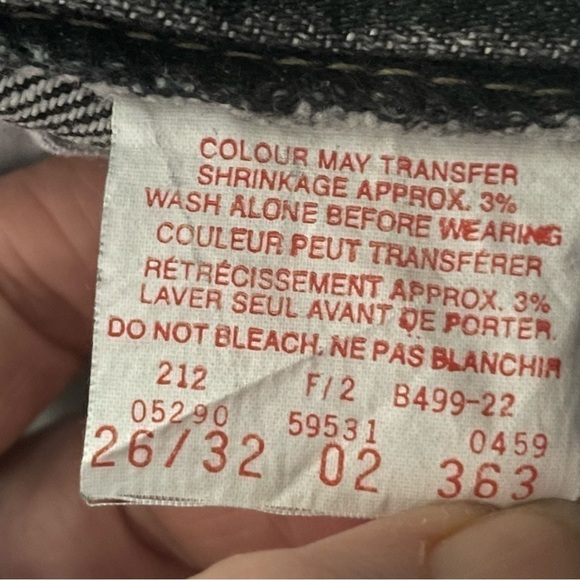 COLOUR MAY TRANSFER
SHRINKAGE APPROX. 3%
WASH ALONE BEFORE WEARING
COULEUR PEUT TRANSFÉRER
RÉTRÉCISSEMENT APPROX. 3%
LAVER SEUL AVANT DE PORTER.
DO NOT BLEACH. NE PAS BLANCHIR
212 F/2 B499-22
05290 59531 0459
26/32 02 363